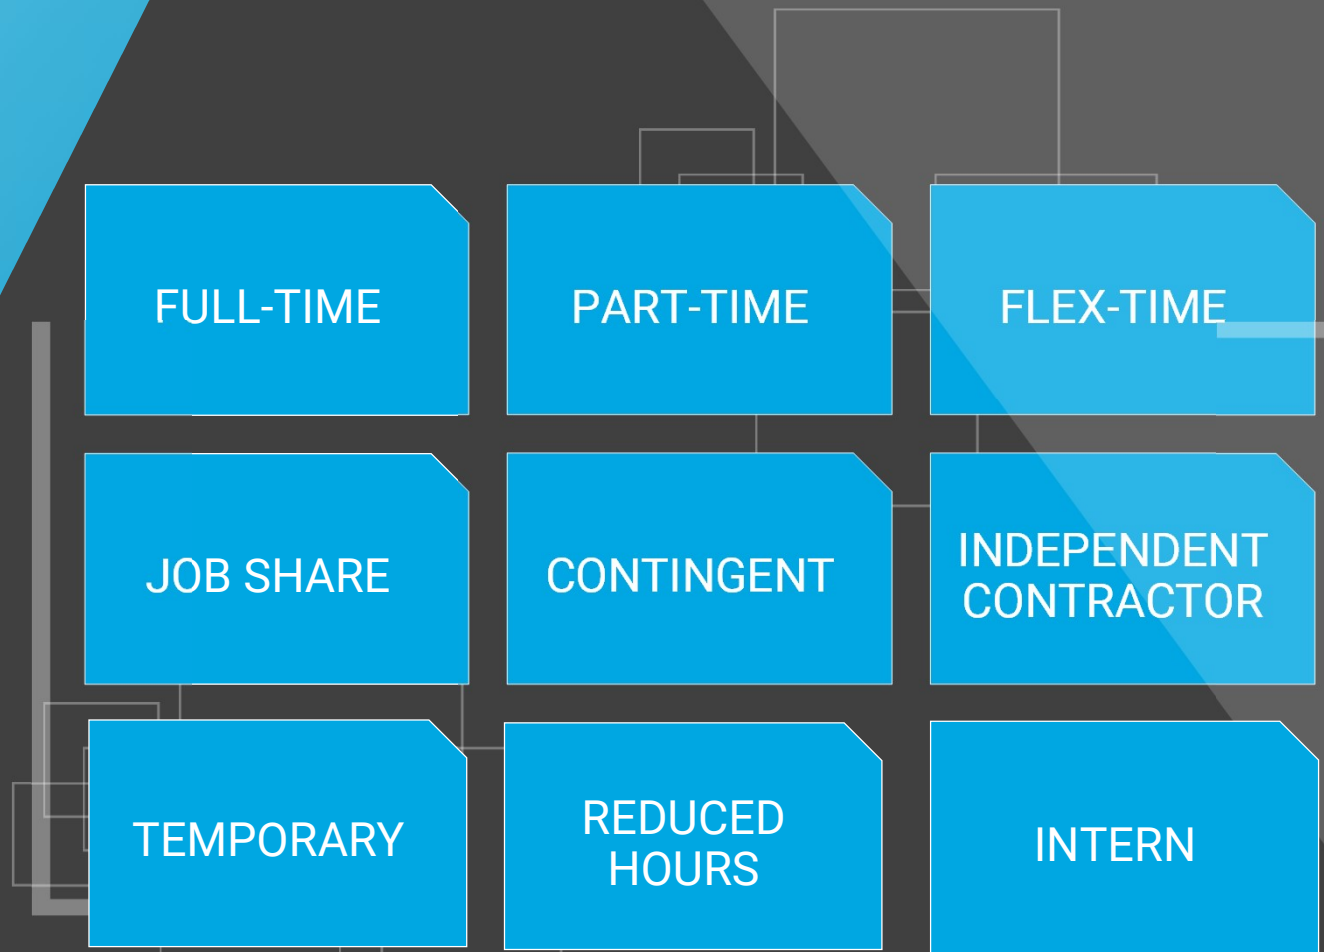 FULL-TIME
PART-TIME
FLEX-TIME
JOB SHARE
CONTINGENT
INDEPENDENT
CONTRACTOR
TEMPORARY
REDUCED
HOURS
INTERN